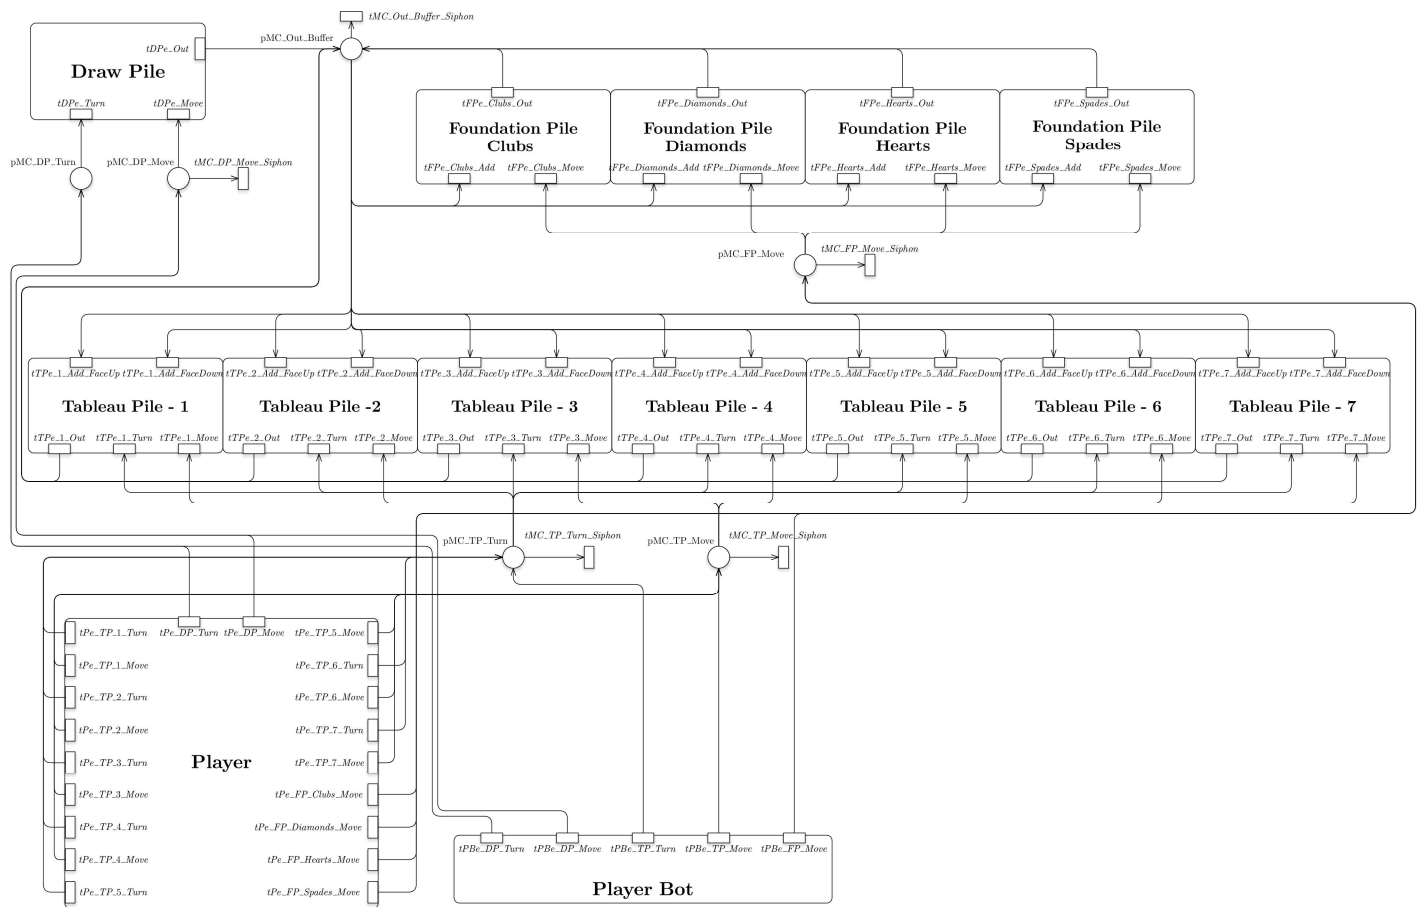 tMC_Out_Buffer_Siphon
pMC_Out_Buffer
tDPe_Out
Draw Pile
tDPe_Turn tDPe_Move
tFPe_Clubs_Out tFPe_Diamonds_Out tFPe_Hearts_Out tFPe_Spades_Out
Foundation Pile
Clubs
Foundation Pile
Diamonds
Foundation Pile
Hearts
Foundation Pile
Spades
pMC_DP_Turn pMC_DP_Move tMC_DP_Move_Siphon
tFPe_Clubs_Add tFPe_Clubs_Move tFPe_Diamonds_Add tFPe_Diamonds_Move tFPe_Hearts_Add tFPe_Hearts_Move tFPe_Spades_Add tFPe_Spades_Move
pMC_FP_Move tMC_FP_Move_Siphon
tTPe_1_Add_FaceUp tTPe_1_Add_FaceDown tTPe_2_Add_FaceUp tTPe_2_Add_FaceDown tTPe_3_Add_FaceUp tTPe_3_Add_FaceDown tTPe_4_Add_FaceUp tTPe_4_Add_FaceDown tTPe_5_Add_FaceUp tTPe_5_Add_FaceDown tTPe_6_Add_FaceUp tTPe_6_Add_FaceDown tTPe_7_Add_FaceUp tTPe_7_Add_FaceDown
Tableau Pile - 1 Tableau Pile -2 Tableau Pile - 3 Tableau Pile - 4 Tableau Pile - 5 Tableau Pile - 6 Tableau Pile - 7
tTPe_1_Out tTPe_1_Turn tTPe_1_Move tTPe_2_Out tTPe_2_Turn tTPe_2_Move tTPe_3_Out tTPe_3_Turn tTPe_3_Move tTPe_4_Out tTPe_4_Turn tTPe_4_Move tTPe_5_Out tTPe_5_Turn tTPe_5_Move tTPe_6_Out tTPe_6_Turn tTPe_6_Move tTPe_7_Out tTPe_7_Turn tTPe_7_Move
pMC_TP_Turn tMC_TP_Turn_Siphon pMC_TP_Move tMC_TP_Move_Siphon
tPe_TP_1_Turn tPe_DP_Turn tPe_DP_Move tPe_TP_5_Move
tPe_TP_1_Move tPe_TP_6_Turn
tPe_TP_2_Turn tPe_TP_6_Move
tPe_TP_2_Move tPe_TP_7_Turn
tPe_TP_3_Turn Player tPe_TP_7_Move
tPe_TP_3_Move tPe_FP_Clubs_Move
tPe_TP_4_Turn tPe_FP_Diamonds_Move
tPe_TP_4_Move tPe_FP_Hearts_Move
tPe_TP_5_Turn tPe_FP_Spades_Move
tPBe_DP_Turn tPBe_DP_Move tPBe_TP_Turn tPBe_TP_Move tPBe_FP_Move
Player Bot